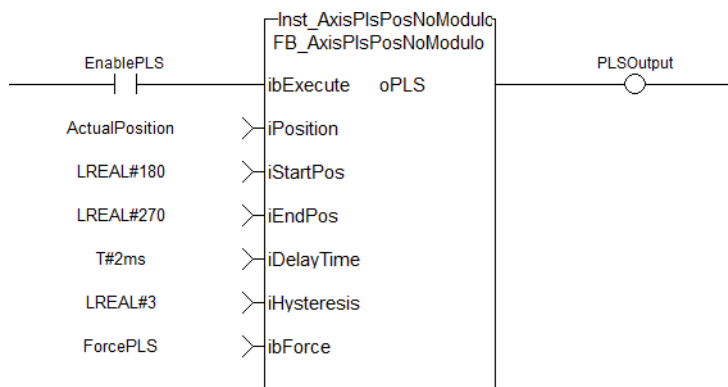 Inst_AxisPlsPosNoModulo
FB_AxisPlsPosNoModulo
EnablePLS
PLSOutput
ibExecute oPLS
ActualPosition iPosition
LREAL#180 iStartPos
LREAL#270 iEndPos
T#2ms iDelayTime
LREAL#3 iHysteresis
ForcePLS ibForce